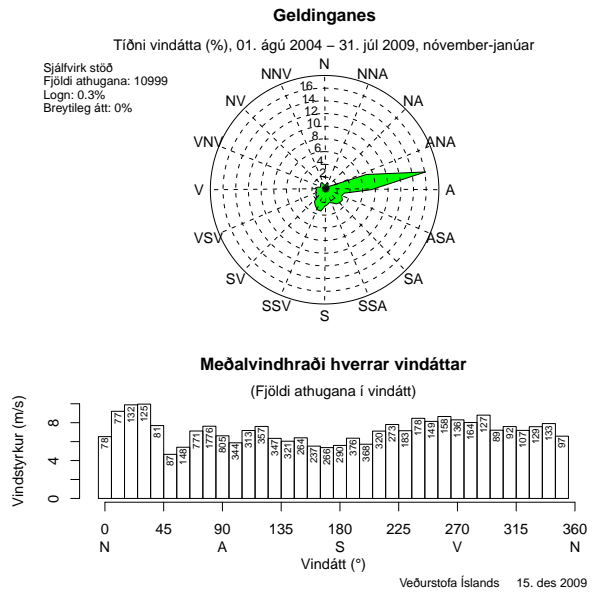 Geldinganes
Tíðni vindátta (%), 01. ágú 2004 – 31. júl 2009, nóvember-janúar
Sjálfvirk stöð
Fjöldi athugana: 10999
Logn: 0.3%
Breytileg átt: 0%
N
NNV NNA
NV NA
VNV ANA
V A
VSV ASA
SV SA
SSV SSA
S
16
14
12
10
8
6
4
2
Meðalvindhraði hverrar vindáttar
(Fjöldi athugana í vindátt)
Vindstyrkur (m/s)
8
4
0
78 77 132 125 81 87 148 771 1776 805 344 313 357 347 321 264 237 266 290 376 368 320 273 183 178 149 158 136 164 127 89 92 107 129 133 97
0 45 90 135 180 225 270 315 360
N A S V N
Vindátt (°)
Veðurstofa Íslands 15. des 2009